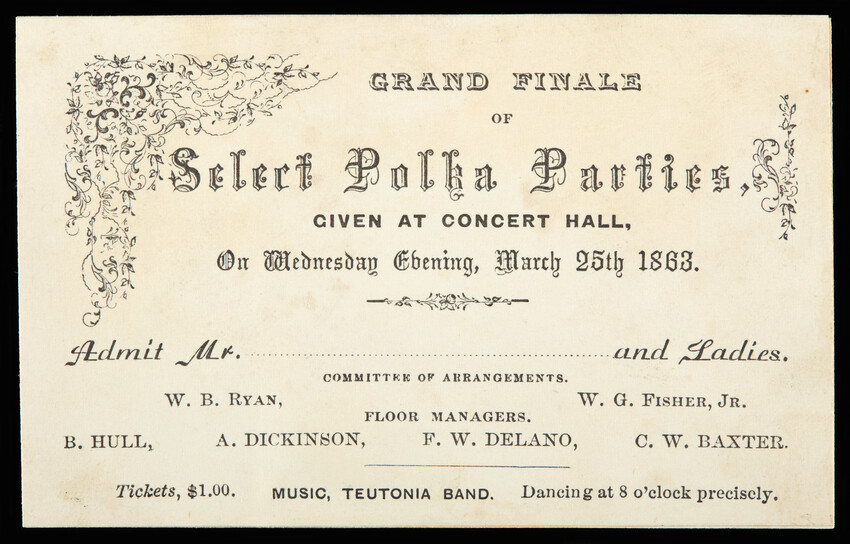 GRAND FINALE
OF
Select Polka Parties,
GIVEN AT CONCERT HALL,
On Wednesday Evening, March 25th 1863.
Admit Mr. ........................................ and Ladies.
COMMITTEE OF ARRANGEMENTS.
W. B. RYAN, W. G. FISHER, JR.
FLOOR MANAGERS.
B. HULL, A. DICKINSON, F. W. DELANO, C. W. BAXTER.
Tickets, $1.00. MUSIC, TEUTONIA BAND. Dancing at 8 o'clock precisely.